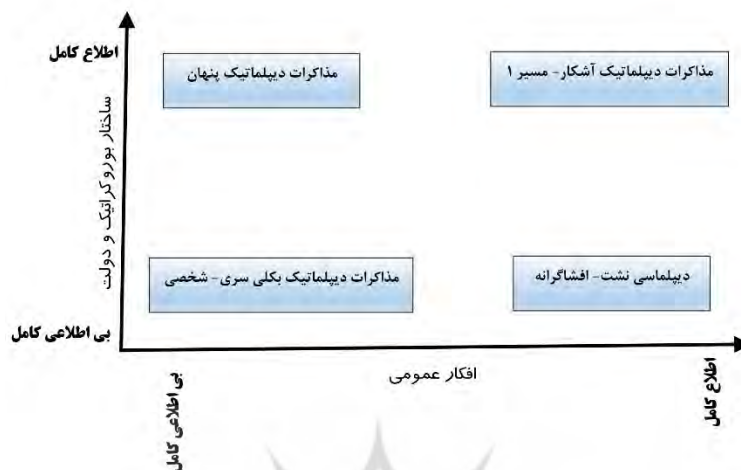 اطلاع کامل
مذاکرات دیپلماتیک آشکار- مسیر ۱
مذاکرات دیپلماتیک پنهان
ساختار بوروکراتیک و دولت
دیپلماسی نشت- افشاگرانه
مذاکرات دیپلماتیک بکلی سری- شخصی
بی اطلاعی کامل
افکار عمومی
اطلاع کامل
بی اطلاعی کامل